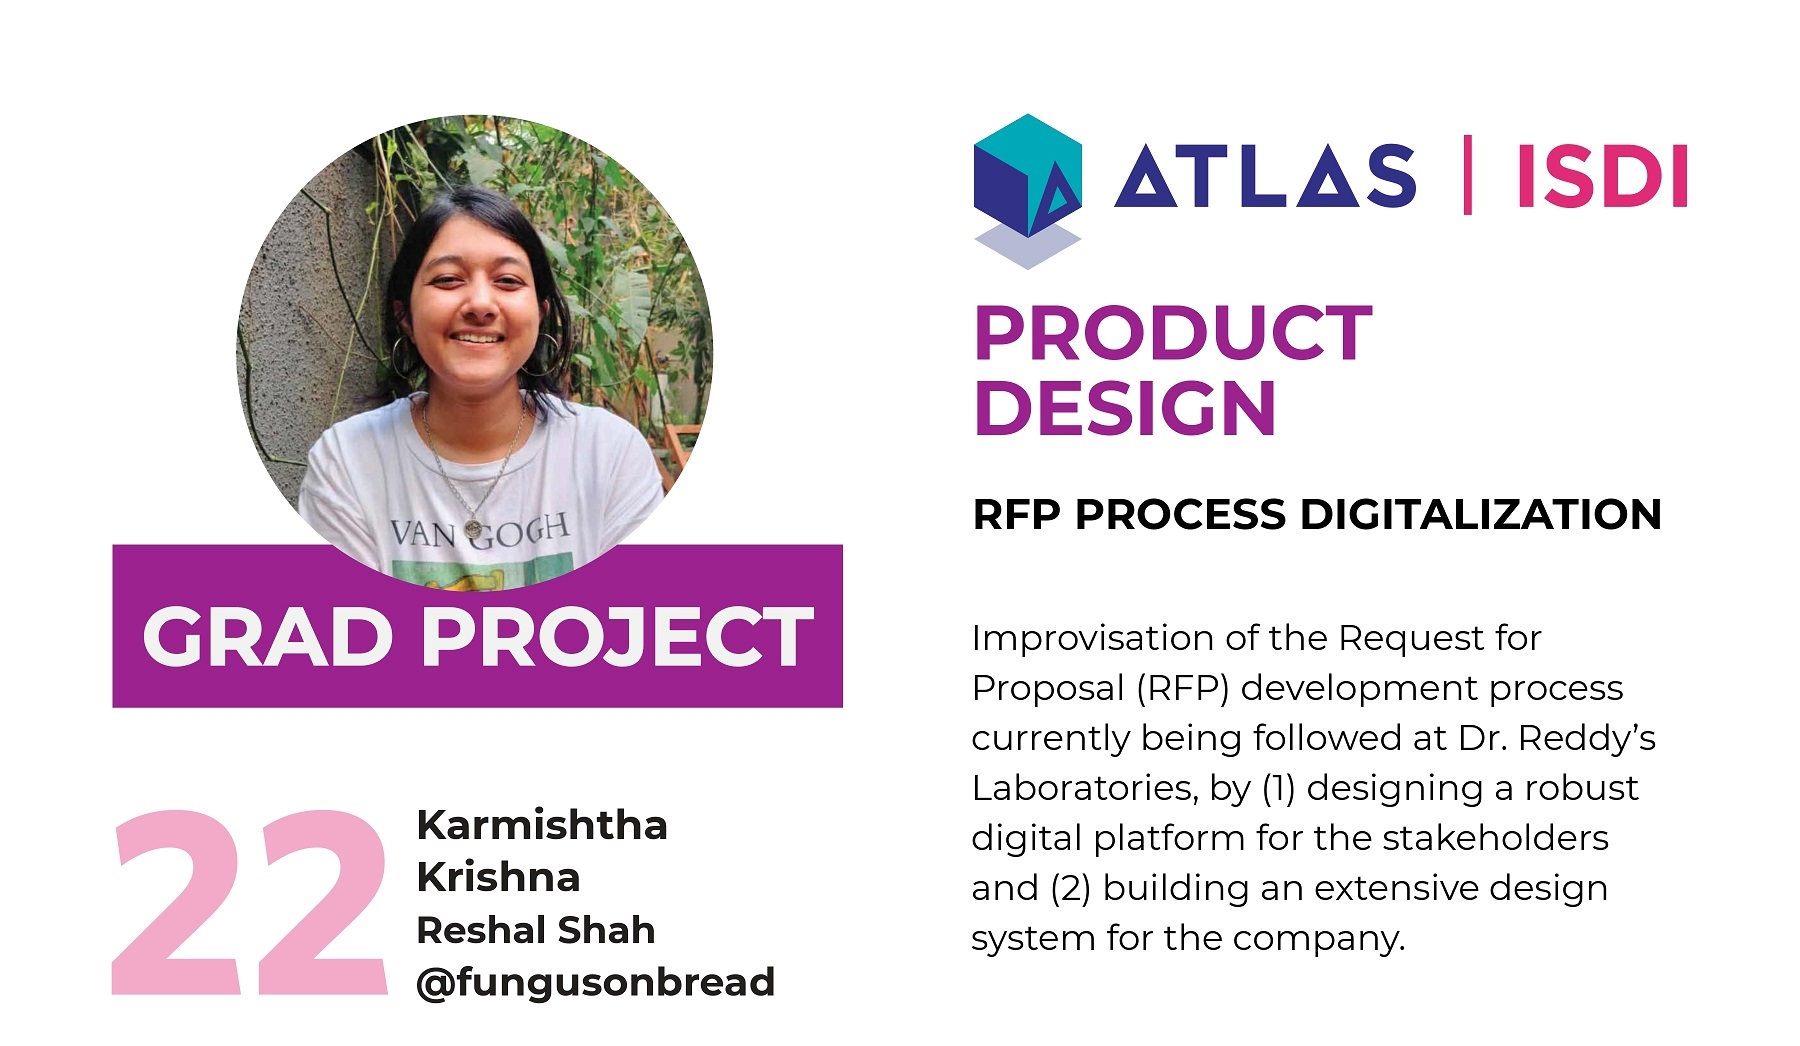 VAN GOGH
GRAD PROJECT
22
Karmishtha
Krishna
Reshal Shah
@fungusonbread
ATLAS | ISDI
PRODUCT
DESIGN
RFP PROCESS DIGITALIZATION
Improvisation of the Request for
Proposal (RFP) development process
currently being followed at Dr. Reddy’s
Laboratories, by (1) designing a robust
digital platform for the stakeholders
and (2) building an extensive design
system for the company.